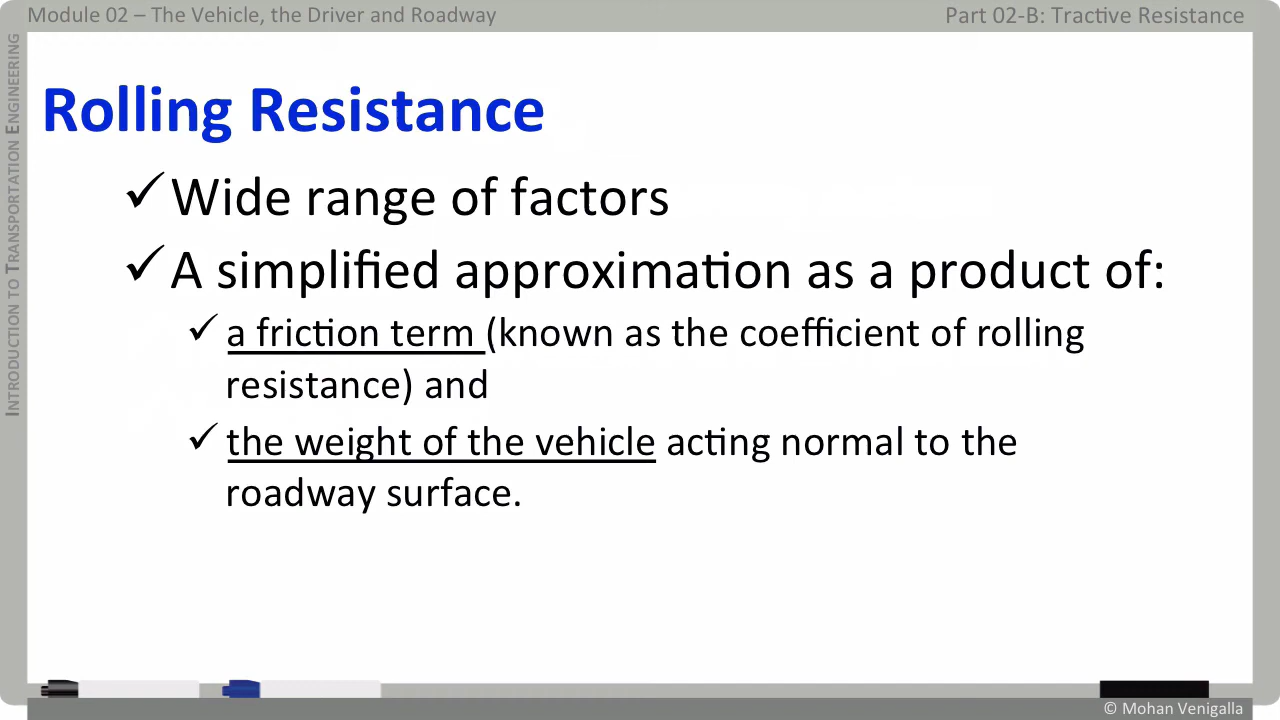 Module 02 – The Vehicle, the Driver and Roadway
Part 02-B: Tractive Resistance
INTRODUCTION TO TRANSPORTATION ENGINEERING
Rolling Resistance
✓ Wide range of factors
✓ A simplified approximation as a product of:
✓ a friction term (known as the coefficient of rolling
resistance) and
✓ the weight of the vehicle acting normal to the
roadway surface.
© Mohan Venigalla